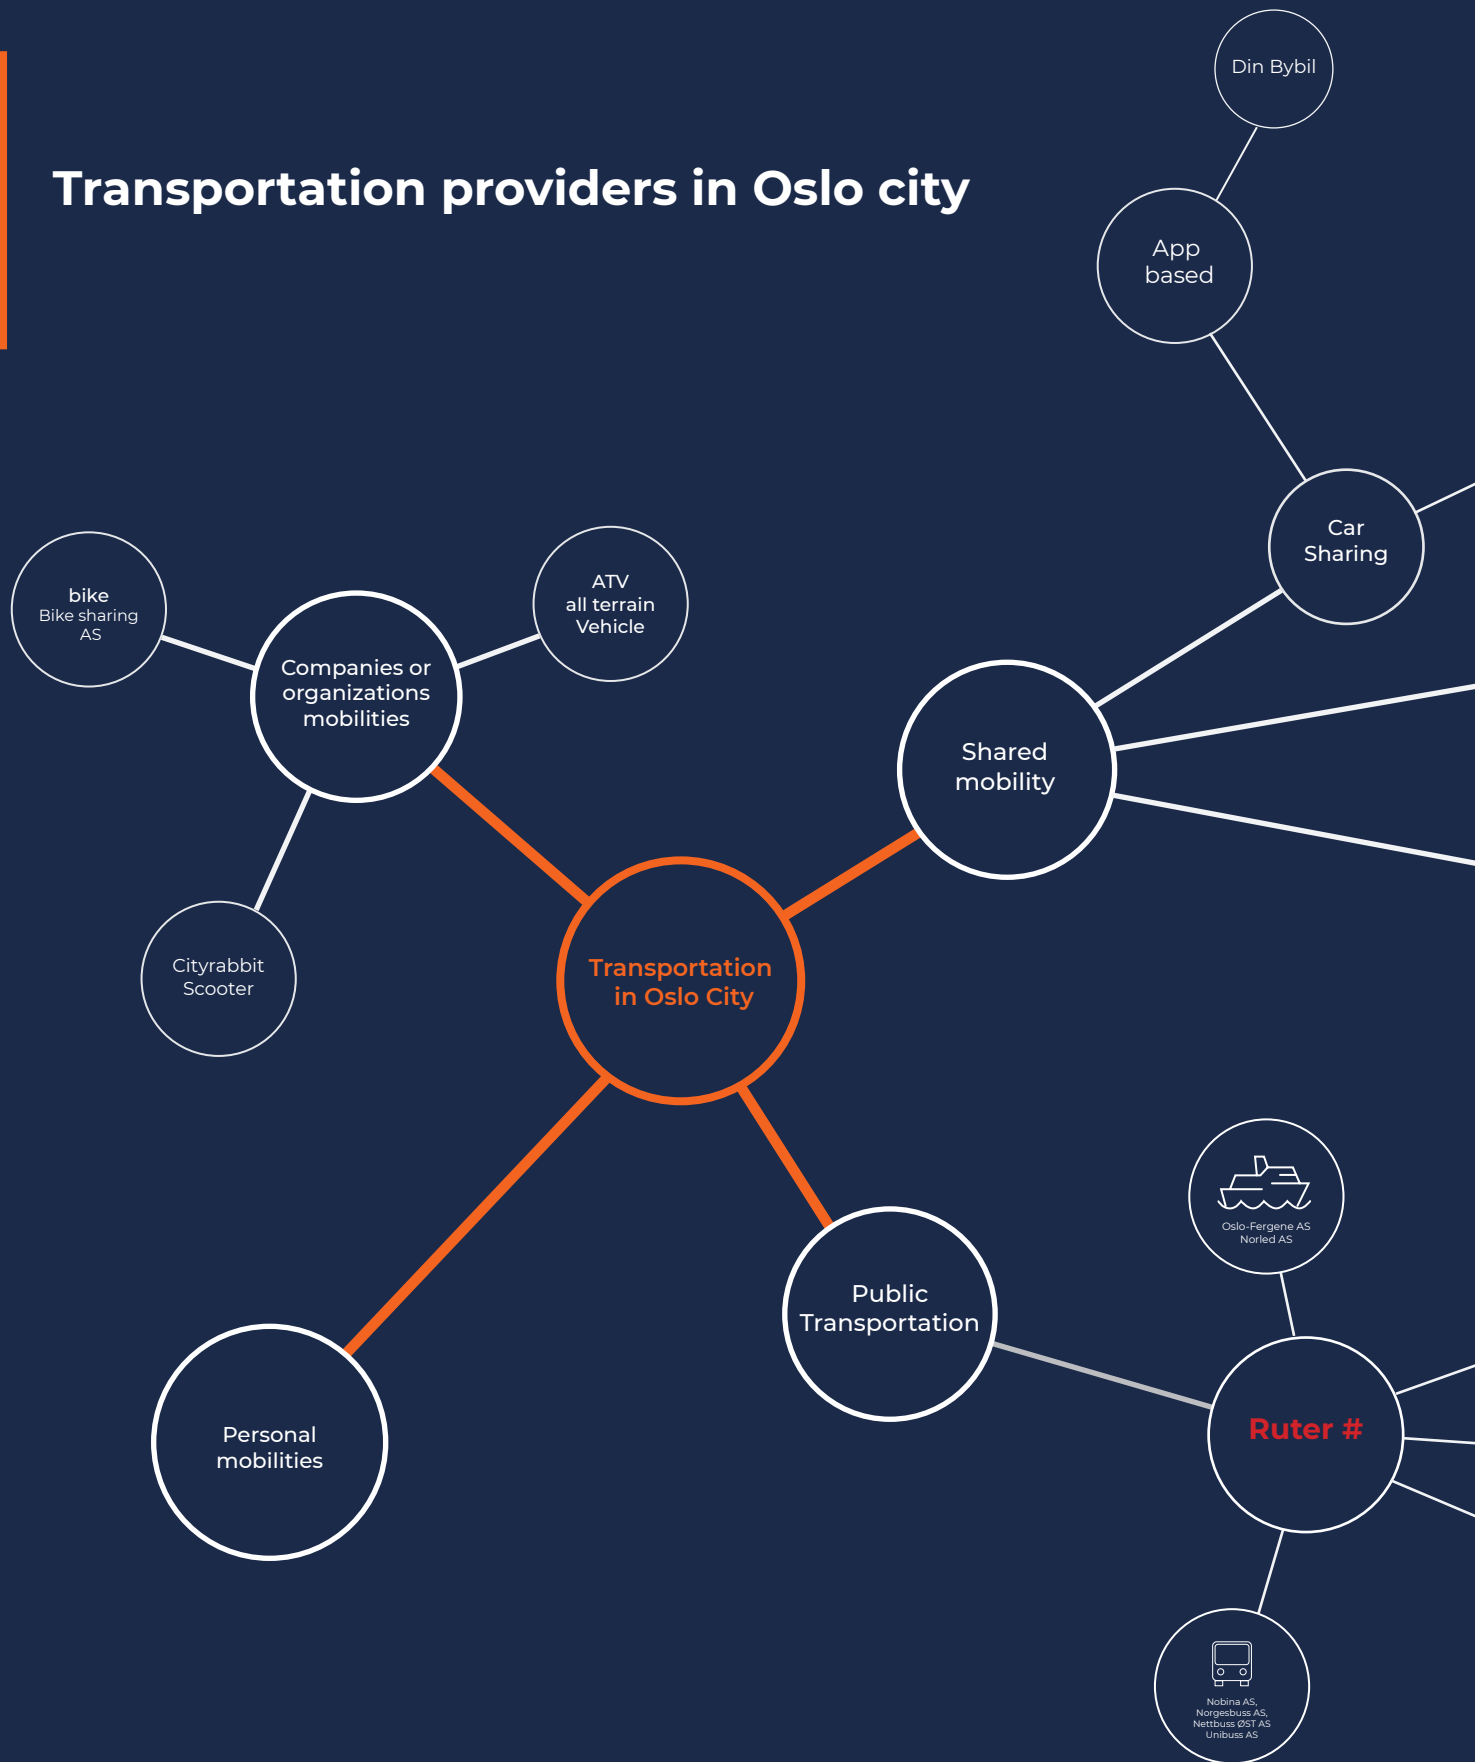 Din Bybil
Transportation providers in Oslo city
App
based
Car
Sharing
bike
Bike sharing
AS
ATV
all terrain
Vehicle
Companies or
organizations
mobilities
Shared
mobility
Cityrabbit
Scooter
Transportation
in Oslo City
Oslo-Fergene AS
Norled AS
Public
Transportation
Personal
mobilities
Ruter #
Nobina AS,
Norgesbuss AS,
Nettbuss ØST AS
Unibuss AS